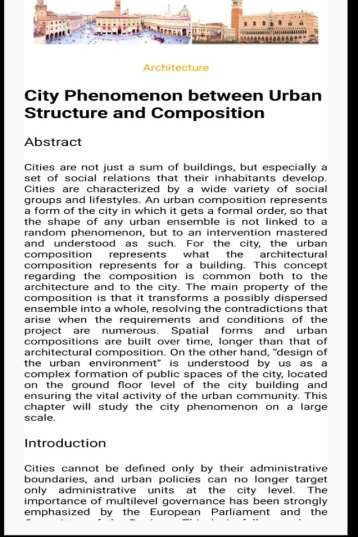 Architecture
City Phenomenon between Urban
Structure and Composition
Abstract
Cities are not just a sum of buildings, but especially a
set of social relations that their inhabitants develop.
Cities are characterized by a wide variety of social
groups and lifestyles. An urban composition represents
a form of the city in which it gets a formal order, so that
the shape of any urban ensemble is not linked to a
random phenomenon, but to an intervention mastered
and understood as such. For the city, the urban
composition represents what the architectural
composition represents for a building. This concept
regarding the composition is common both to the
architecture and to the city. The main property of the
composition is that it transforms a possibly dispersed
ensemble into a whole, resolving the contradictions that
arise when the requirements and conditions of the
project are numerous. Spatial forms and urban
compositions are built over time, longer than that of
architectural composition. On the other hand, "design of
the urban environment" is understood by us as a
complex formation of public spaces of the city, located
on the ground floor level of the city building and
ensuring the vital activity of the urban community. This
chapter will study the city phenomenon on a large
scale.
Introduction
Cities cannot be defined only by their administrative
boundaries, and urban policies can no longer target
only administrative units at the city level. The
importance of multilevel governance has been strongly
emphasized by the European Parliament and the